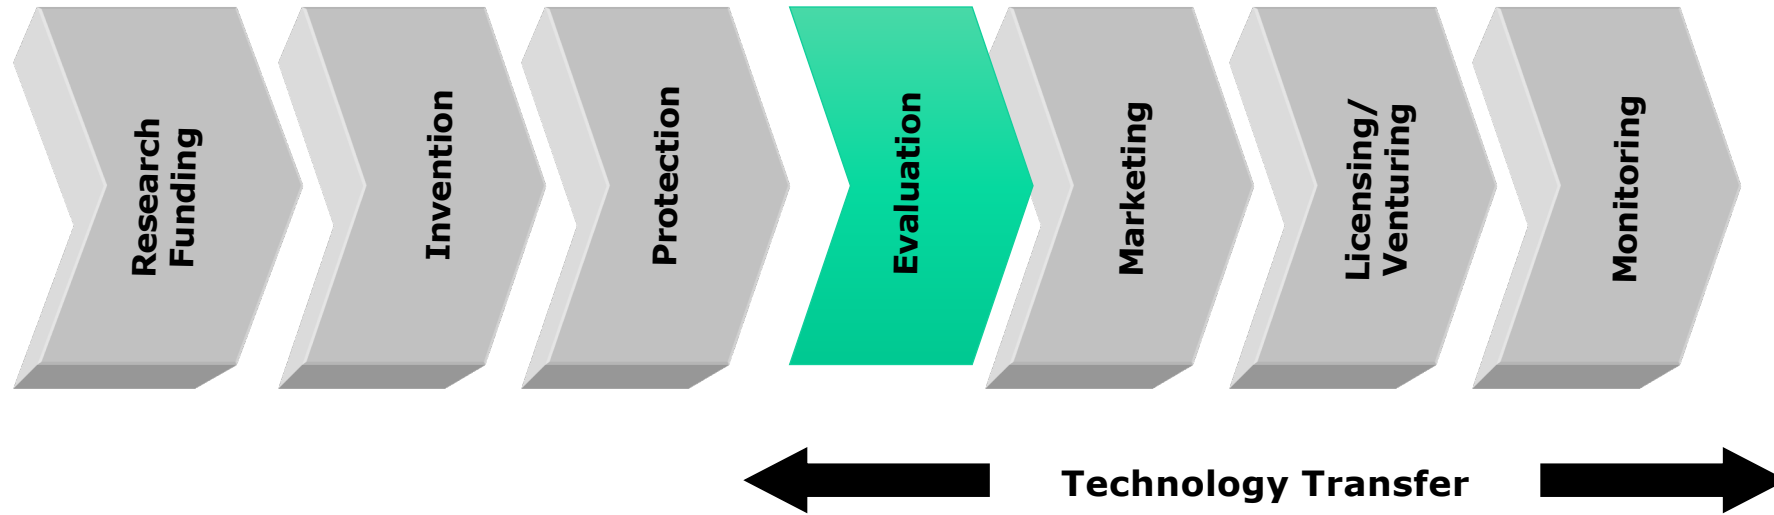 Research
Funding
Invention
Protection
Evaluation
Marketing
Licensing/
Venturing
Monitoring
Technology Transfer